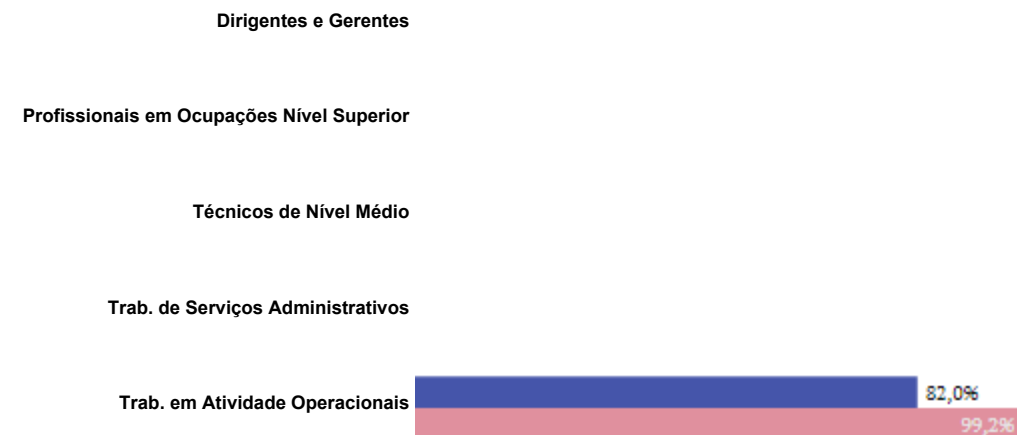 Dirigentes e Gerentes
Profissionais em Ocupações Nível Superior
Técnicos de Nível Médio
Trab. de Serviços Administrativos
Trab. em Atividade Operacionais
82,0%
99,2%